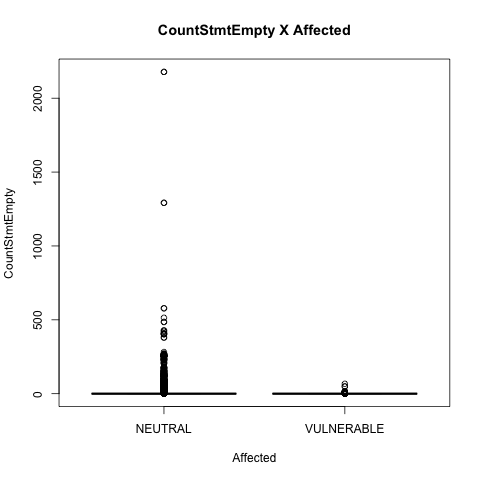 CountStmtEmpty X Affected
2000
1500
1000
500
0
CountStmtEmpty
NEUTRAL
VULNERABLE
Affected